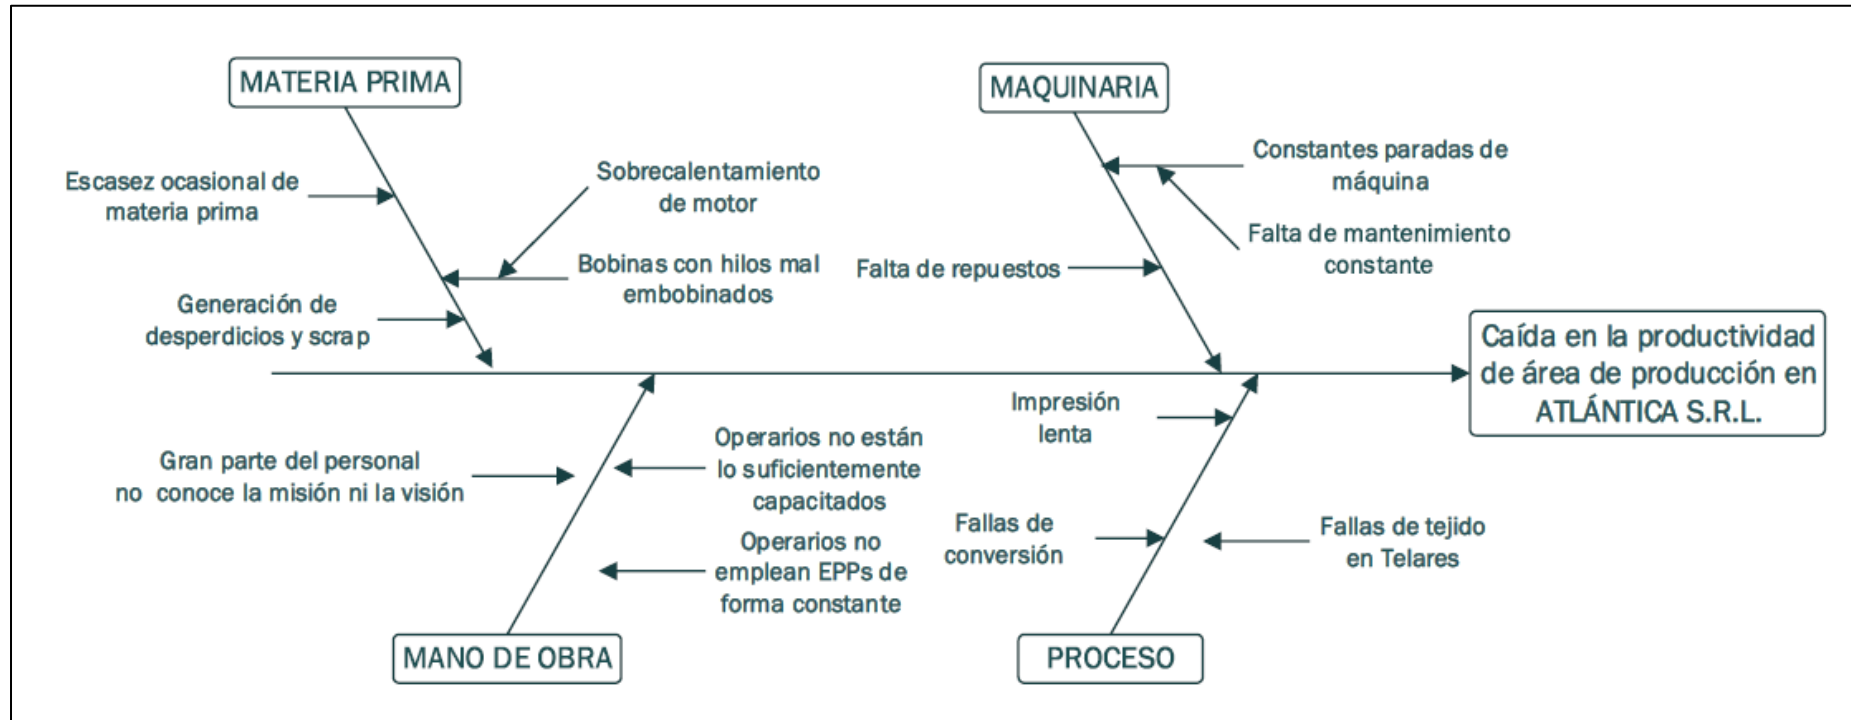 MATERIA PRIMA
MAQUINARIA
Escasez ocasional de
materia prima
Sobrecalentamiento
de motor
Bobinas con hilos mal
embobinados
Generación de
desperdicios y scrap
Constantes paradas de
máquina
Falta de mantenimiento
constante
Falta de repuestos
Caída en la productividad
de área de producción en
ATLÁNTICA S.R.L.
Gran parte del personal
no conoce la misión ni la visión
Operarios no están
lo suficientemente
capacitados
Operarios no
emplean EPPs de
forma constante
Impresión
lenta
Fallas de
conversión
Fallas de tejido
en Telares
MANO DE OBRA
PROCESO